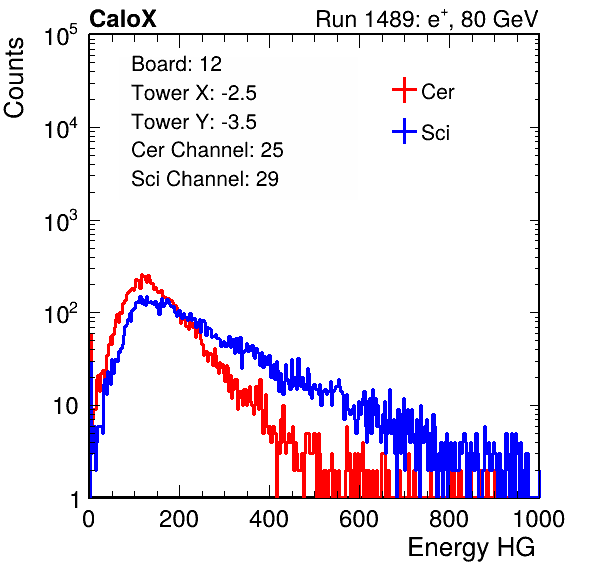 CaloX Run 1489: e⁺, 80 GeV
Counts
Board: 12
Tower X: -2.5
Tower Y: -3.5
Cer Channel: 25
Sci Channel: 29
Cer
Sci
10⁵
10⁴
10³
10²
10
1
0 200 400 600 800 1000
Energy HG